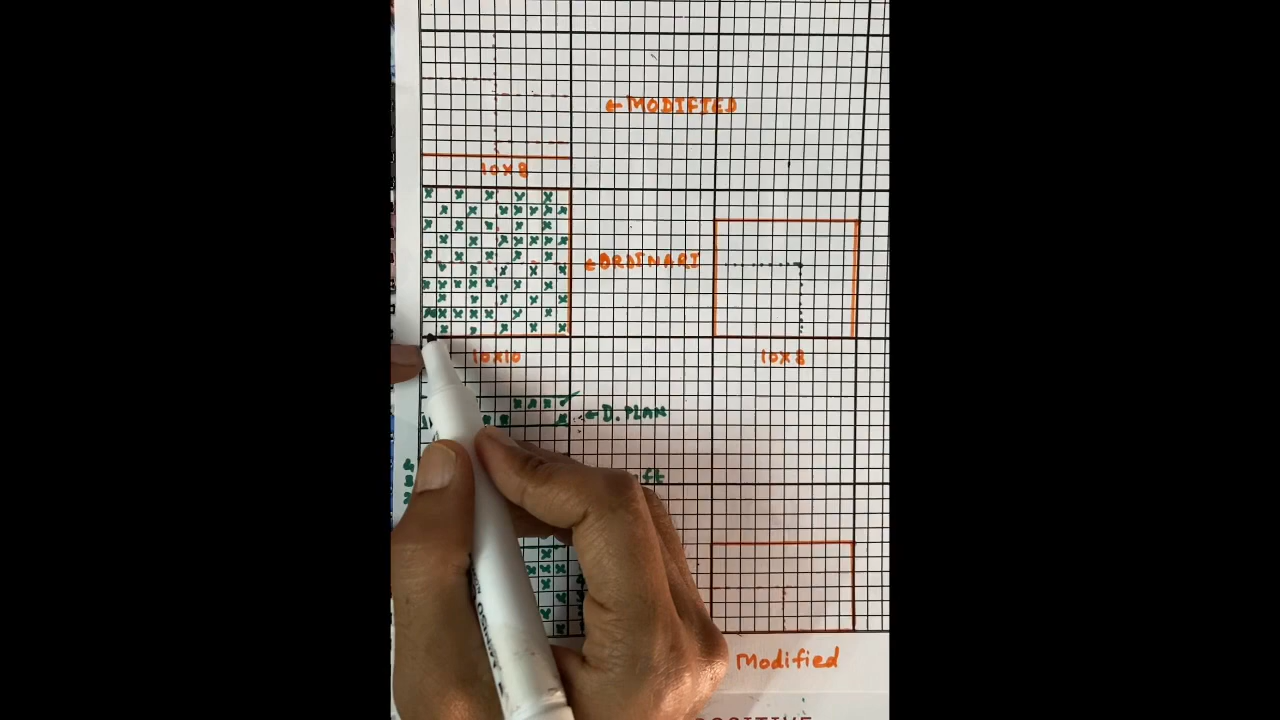 ← MODIFIED
10X8
← ORDINARY
10X10
10X8
← D.PLAN
Modified